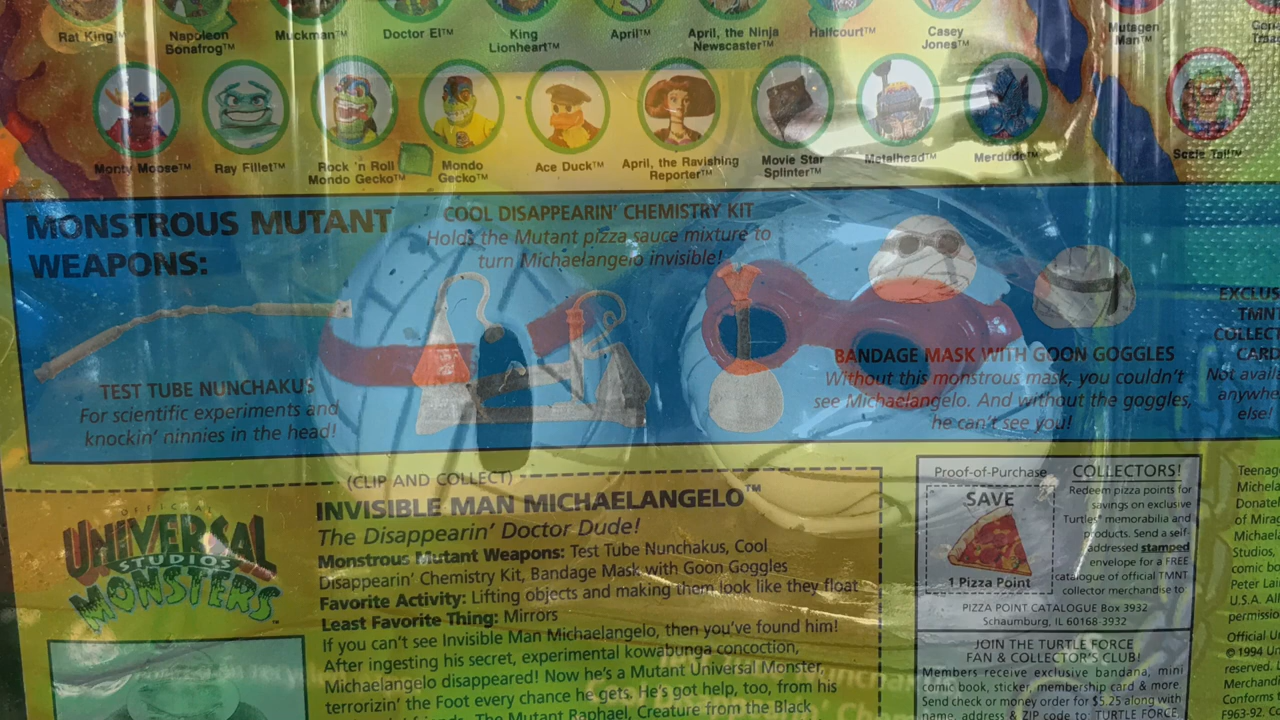 Rat King™ Napoleon Bonafrog™ Muckman™ Doctor El™ King Lionheart™ April™ April, the Ninja Newscaster™ Halfcourt™ Casey Jones™ Mutagen Man™
Monty Moose™ Ray Fillet™ Rock 'n Roll Mondo Gecko™ Mondo Gecko™ Ace Duck™ April, the Ravishing Reporter™ Movie Star Splinter™ Metalhead™ Merdude™
MONSTROUS MUTANT
WEAPONS:
COOL DISAPPEARIN' CHEMISTRY KIT
Holds the Mutant pizza sauce mixture to
turn Michaelangelo invisible!
TEST TUBE NUNCHAKUS
For scientific experiments and
knockin' ninnies in the head!
BANDAGE MASK WITH GOON GOGGLES
Without this monstrous mask, you couldn't
see Michaelangelo. And without the goggles,
he can't see you!
EXCLUS
TMNT
COLLECT
CARD
Not avail
anywhe
else!
(CLIP AND COLLECT)
OFFICIAL
UNIVERSAL
STUDIOS
MONSTERS™
INVISIBLE MAN MICHAELANGELO™
The Disappearin' Doctor Dude!
Monstrous Mutant Weapons: Test Tube Nunchakus, Cool
Disappearin' Chemistry Kit, Bandage Mask with Goon Goggles
Favorite Activity: Lifting objects and making them look like they float
Least Favorite Thing: Mirrors
If you can't see Invisible Man Michaelangelo, then you've found him!
After ingesting his secret, experimental kowabunga concoction,
Michaelangelo disappeared! Now he's a Mutant Universal Monster,
terrorizin' the Foot every chance he gets. He's got help, too, from his
friends, The Mutant Raphael, Creature from the Black
Proof-of-Purchase
SAVE
1 Pizza Point
COLLECTORS!
Redeem pizza points for
savings on exclusive
Turtles™ memorabilia and
products. Send a self-
addressed stamped
envelope for a FREE
catalogue of official TMNT
collector merchandise to:
PIZZA POINT CATALOGUE Box 3932
Schaumburg, IL 60168-3932
JOIN THE TURTLE FORCE
FAN & COLLECTOR'S CLUB!
Members receive exclusive bandana, mini
comic book, sticker, membership card & more.
Send check or money order for $5.25 along with
name, address & ZIP code to: TURTLE FORCE,
Teenag
Michela
Donate
of Mirac
Michael
Studios,
comic bo
Peter Lai
U.S.A. All
permissi
Official U
©1994 Un
reserved.
Merchandi
Conforms
F963-92. Co